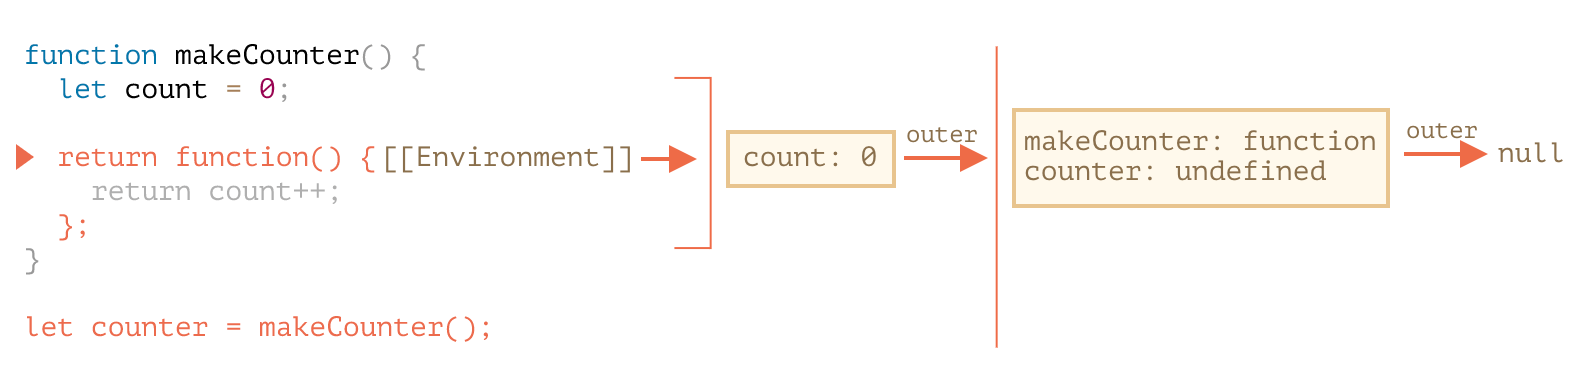 function makeCounter() {
let count = 0;
return function() { [[Environment]]
return count++;
};
}
let counter = makeCounter();
count: 0
outer
makeCounter: function
counter: undefined
outer
null